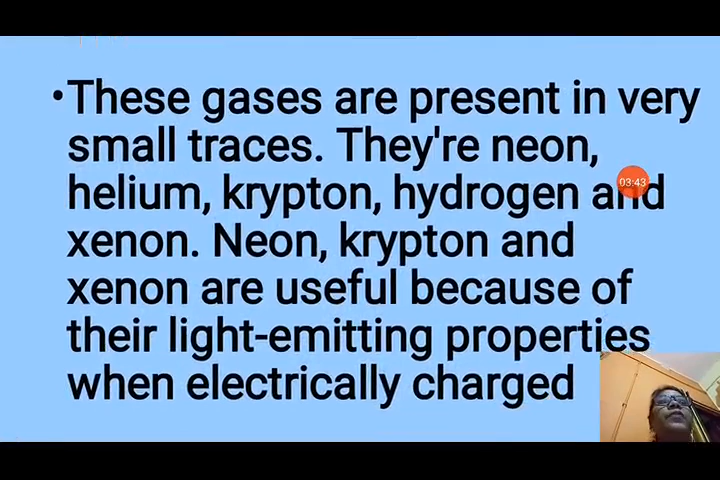 •These gases are present in very
small traces. They're neon,
helium, krypton, hydrogen and
xenon. Neon, krypton and
xenon are useful because of
their light-emitting properties
when electrically charged
03:43